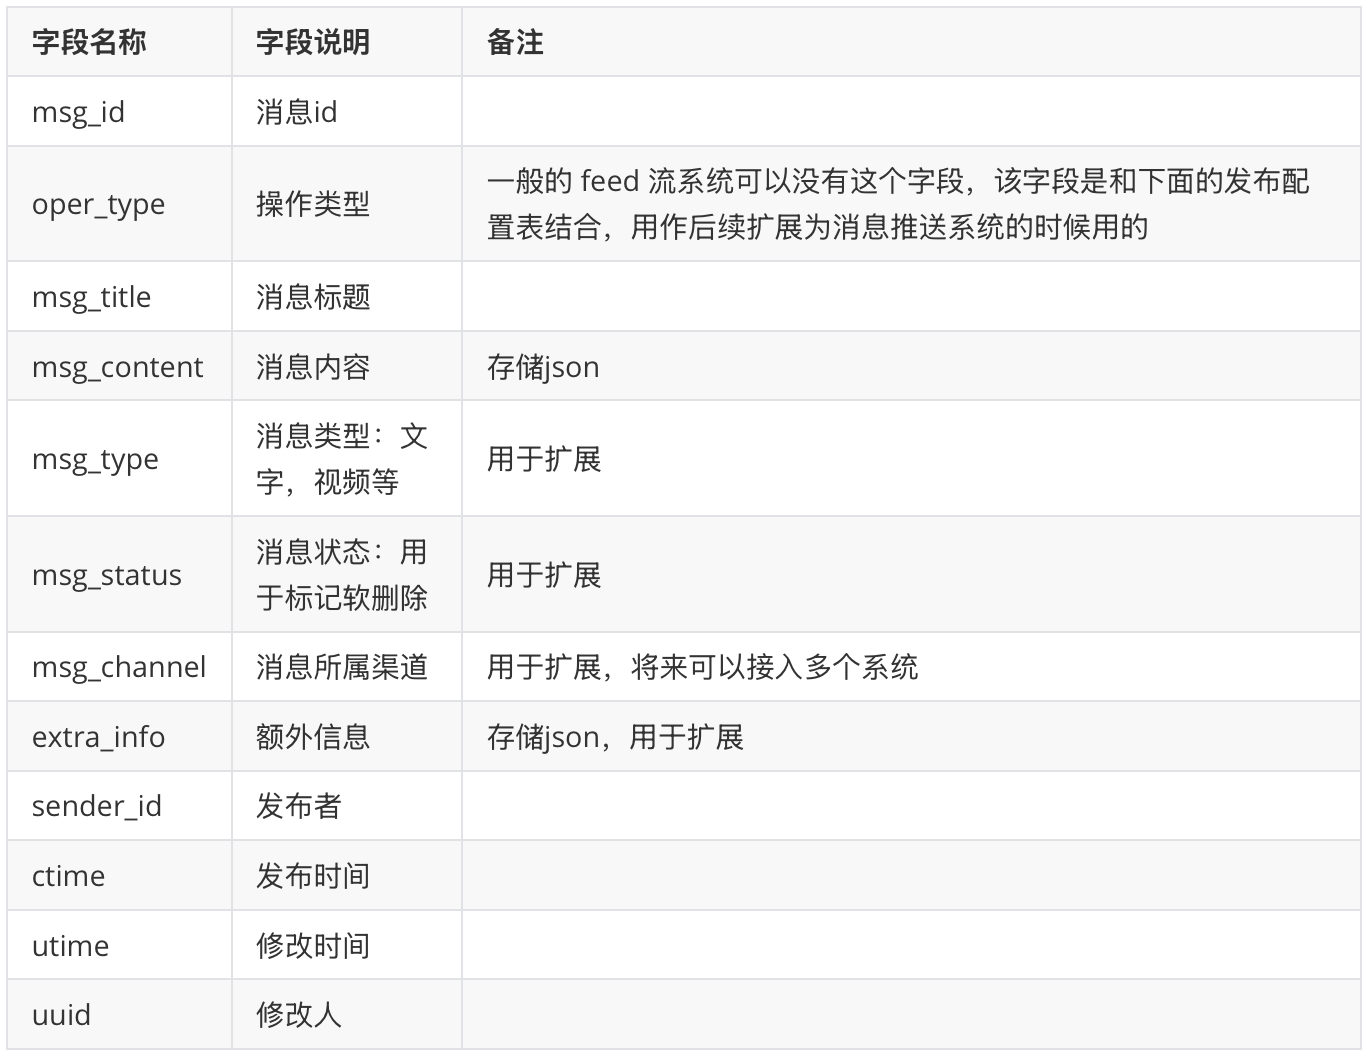 字段名称 字段说明 备注
msg_id 消息id
oper_type 操作类型 一般的 feed 流系统可以没有这个字段，该字段是和下面的发布配
置表结合，用作后续扩展为消息推送系统的时候用的
msg_title 消息标题
msg_content 消息内容 存储json
msg_type 消息类型：文
字，视频等 用于扩展
msg_status 消息状态：用
于标记软删除 用于扩展
msg_channel 消息所属渠道 用于扩展，将来可以接入多个系统
extra_info 额外信息 存储json，用于扩展
sender_id 发布者
ctime 发布时间
utime 修改时间
uuid 修改人